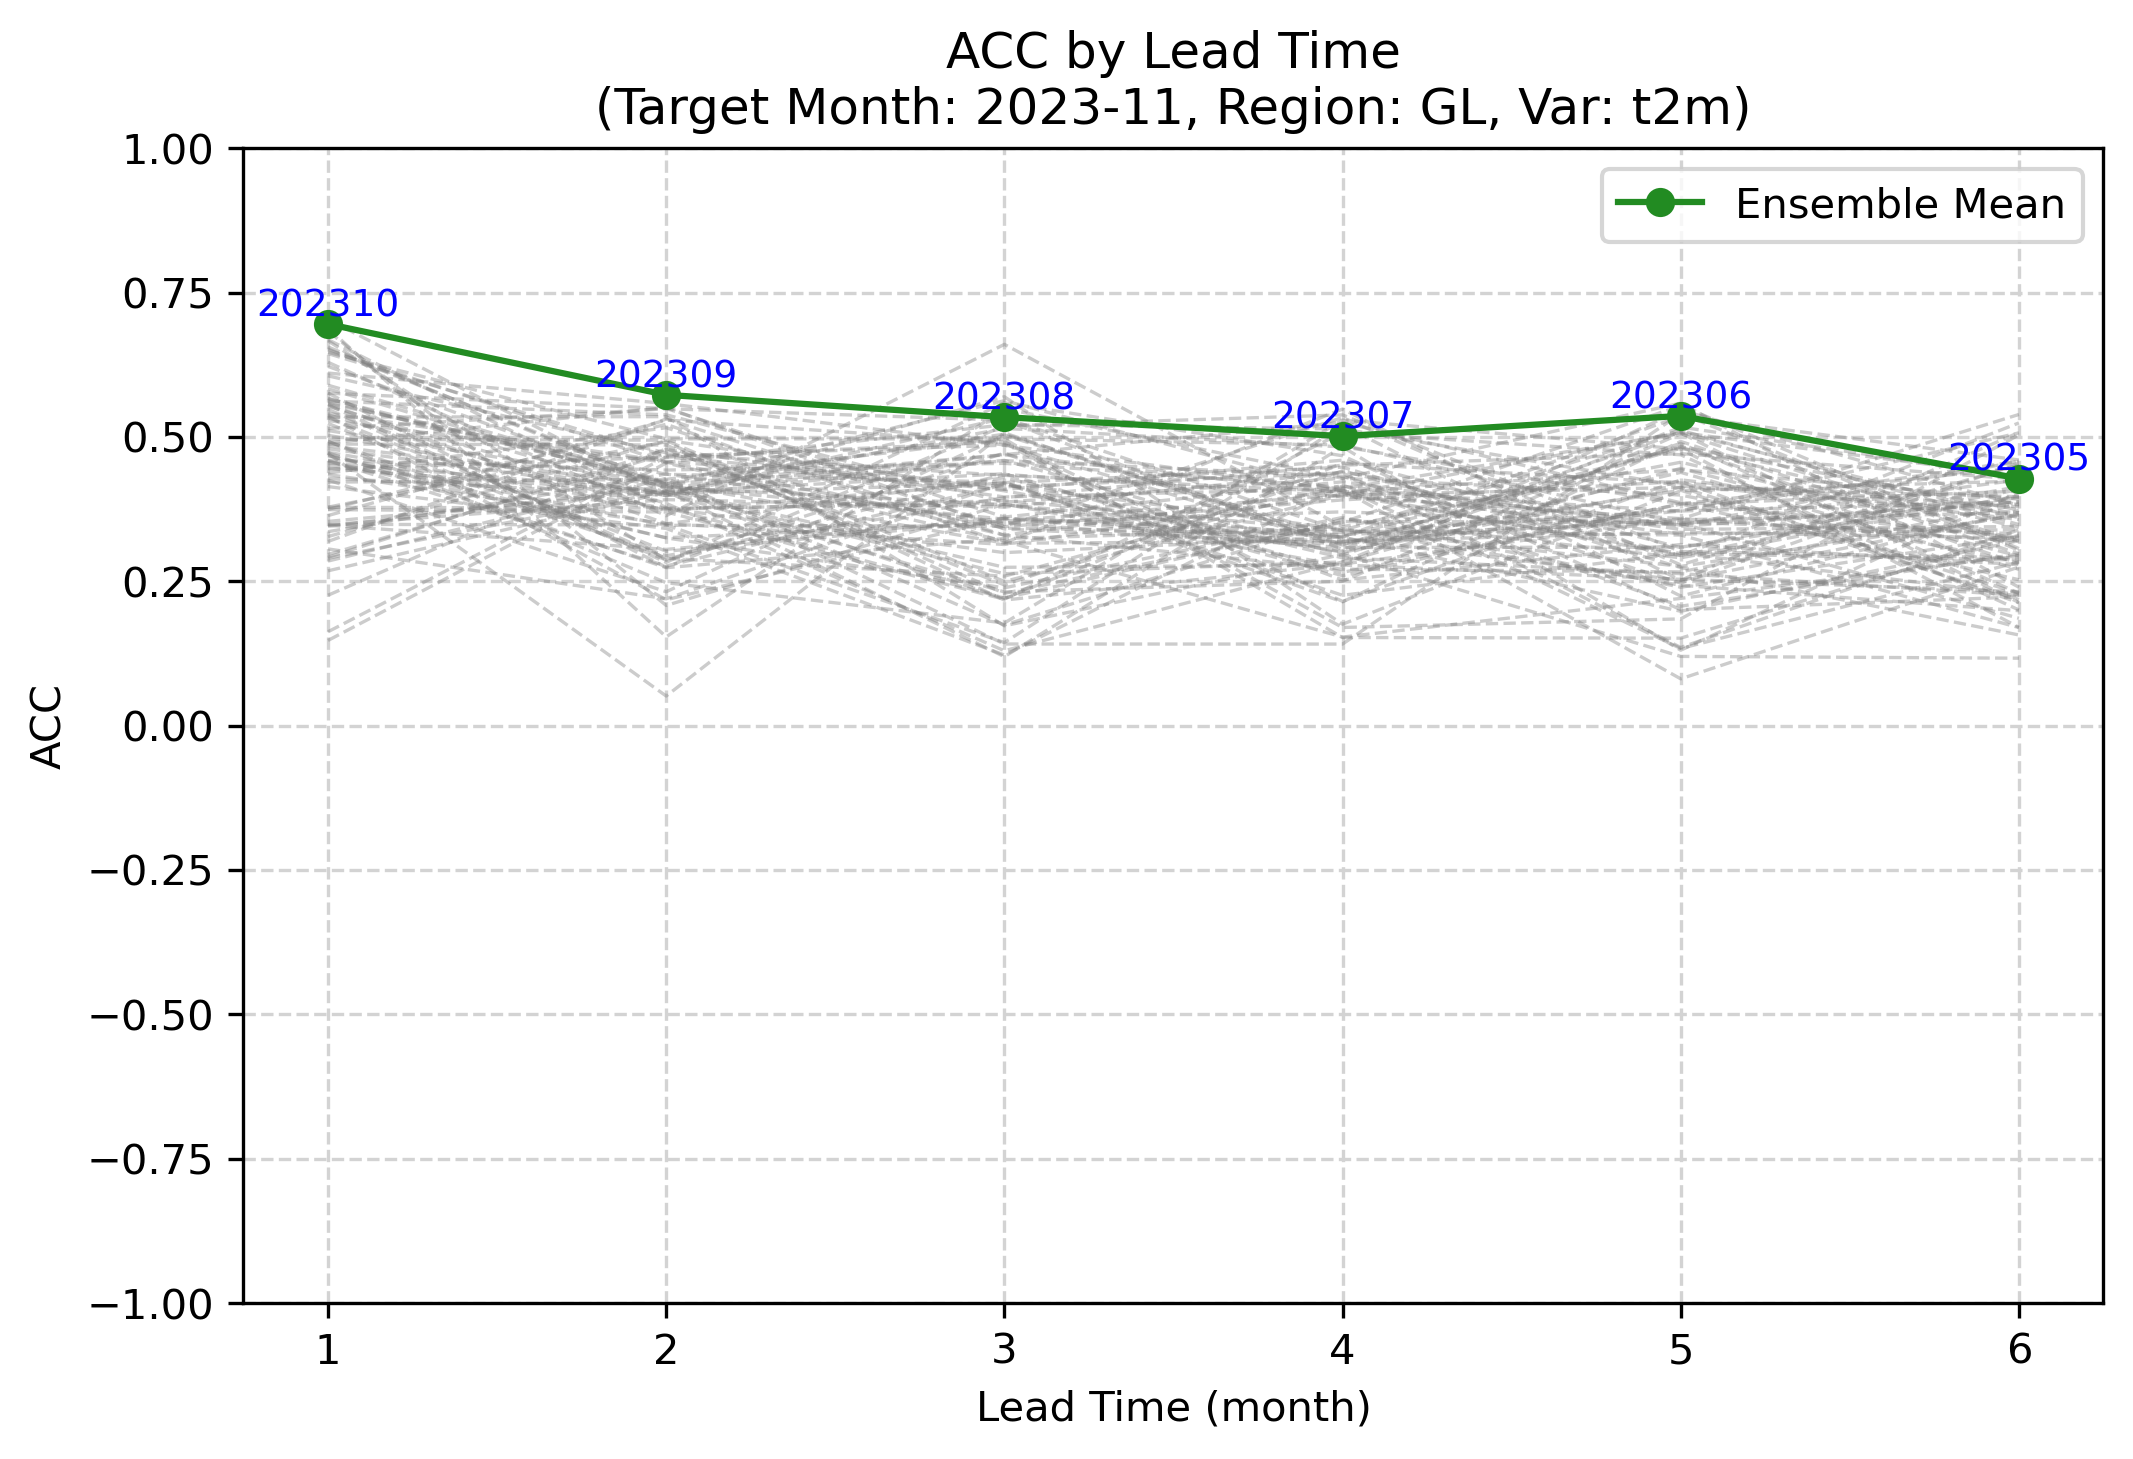 ACC by Lead Time
(Target Month: 2023-11, Region: GL, Var: t2m)
1.00
0.75
0.50
0.25
0.00
−0.25
−0.50
−0.75
−1.00
ACC
Ensemble Mean
202310
202309
202308
202307
202306
202305
1 2 3 4 5 6
Lead Time (month)